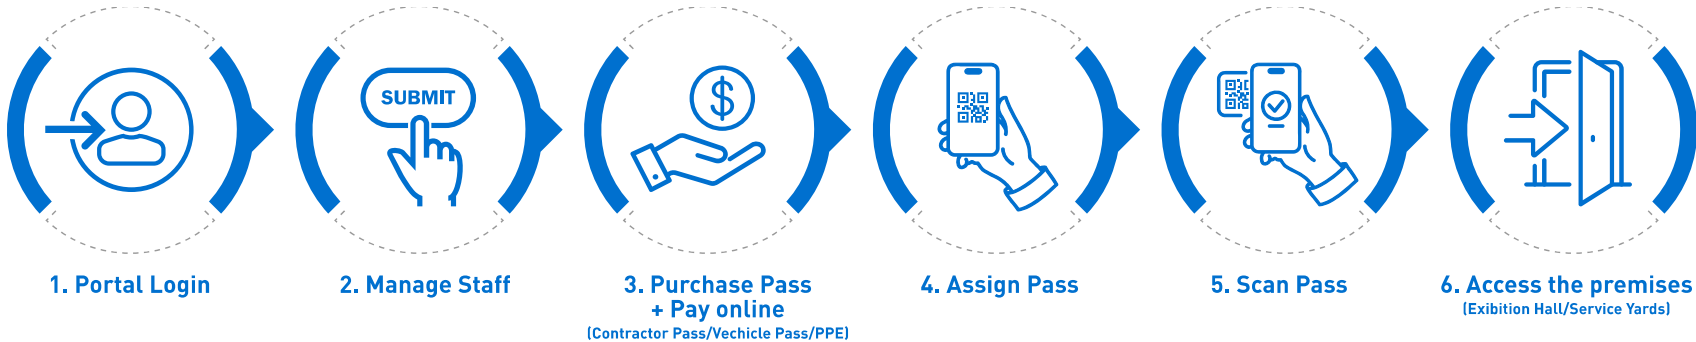 SUBMIT
1. Portal Login
2. Manage Staff
3. Purchase Pass
+ Pay online
(Contractor Pass/Vechicle Pass/PPE)
4. Assign Pass
5. Scan Pass
6. Access the premises
(Exibition Hall/Service Yards)